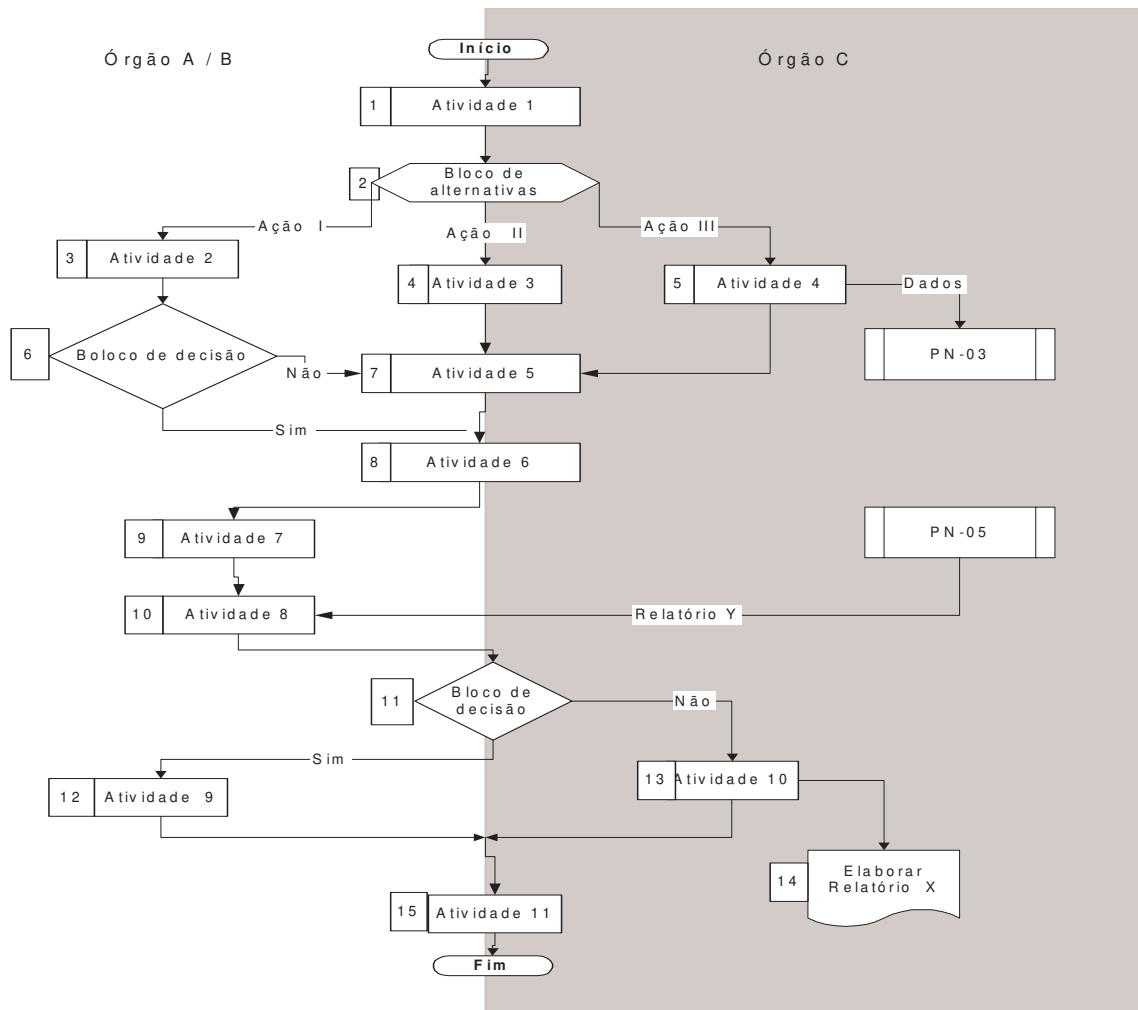 Início
Órgão A / B
Órgão C
1
Atividade 1
2
Bloco de
alternativas
Ação I
Ação II
Ação III
3
Atividade 2
4
Atividade 3
5
Atividade 4
Dados
6
Boloco de decisão
Não
7
Atividade 5
PN-03
Sim
8
Atividade 6
9
Atividade 7
PN-05
10
Atividade 8
Relatório Y
11
Bloco de
decisão
Não
Sim
12
Atividade 9
13
Atividade 10
14
Elaborar
Relatório X
15
Atividade 11
Fim